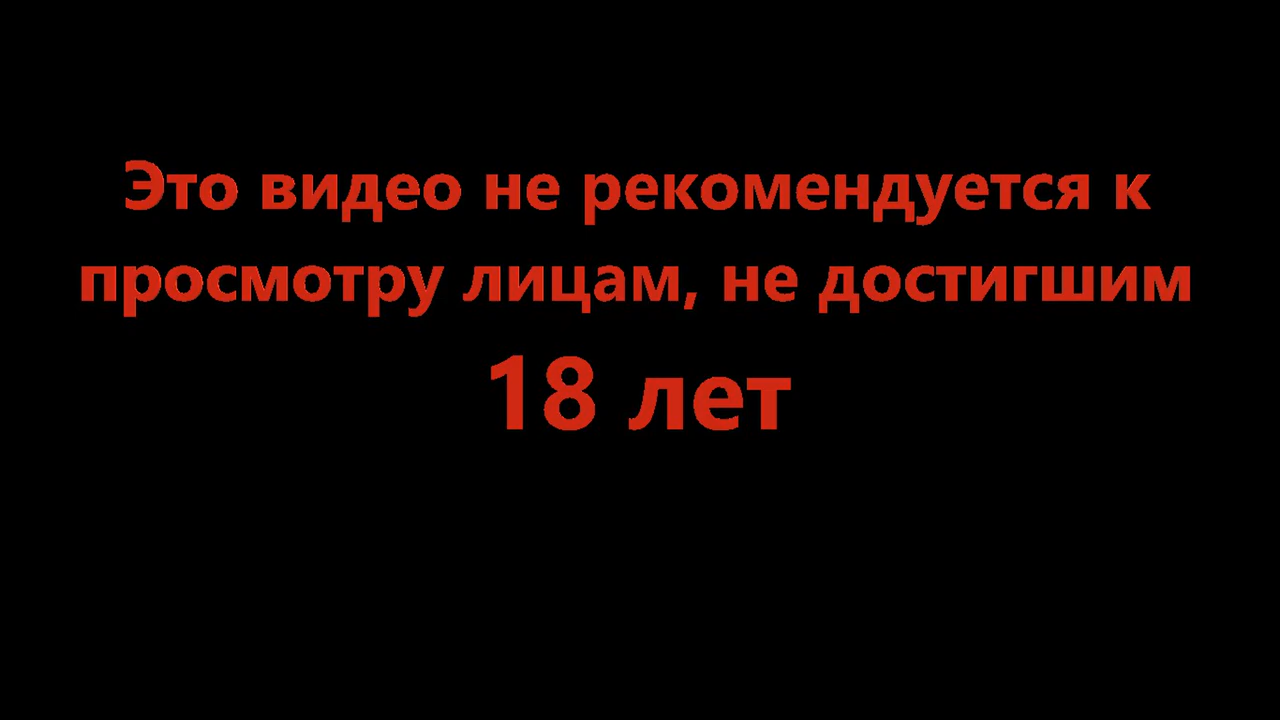 Это видео не рекомендуется к
просмотру лицам, не достигшим
18 лет